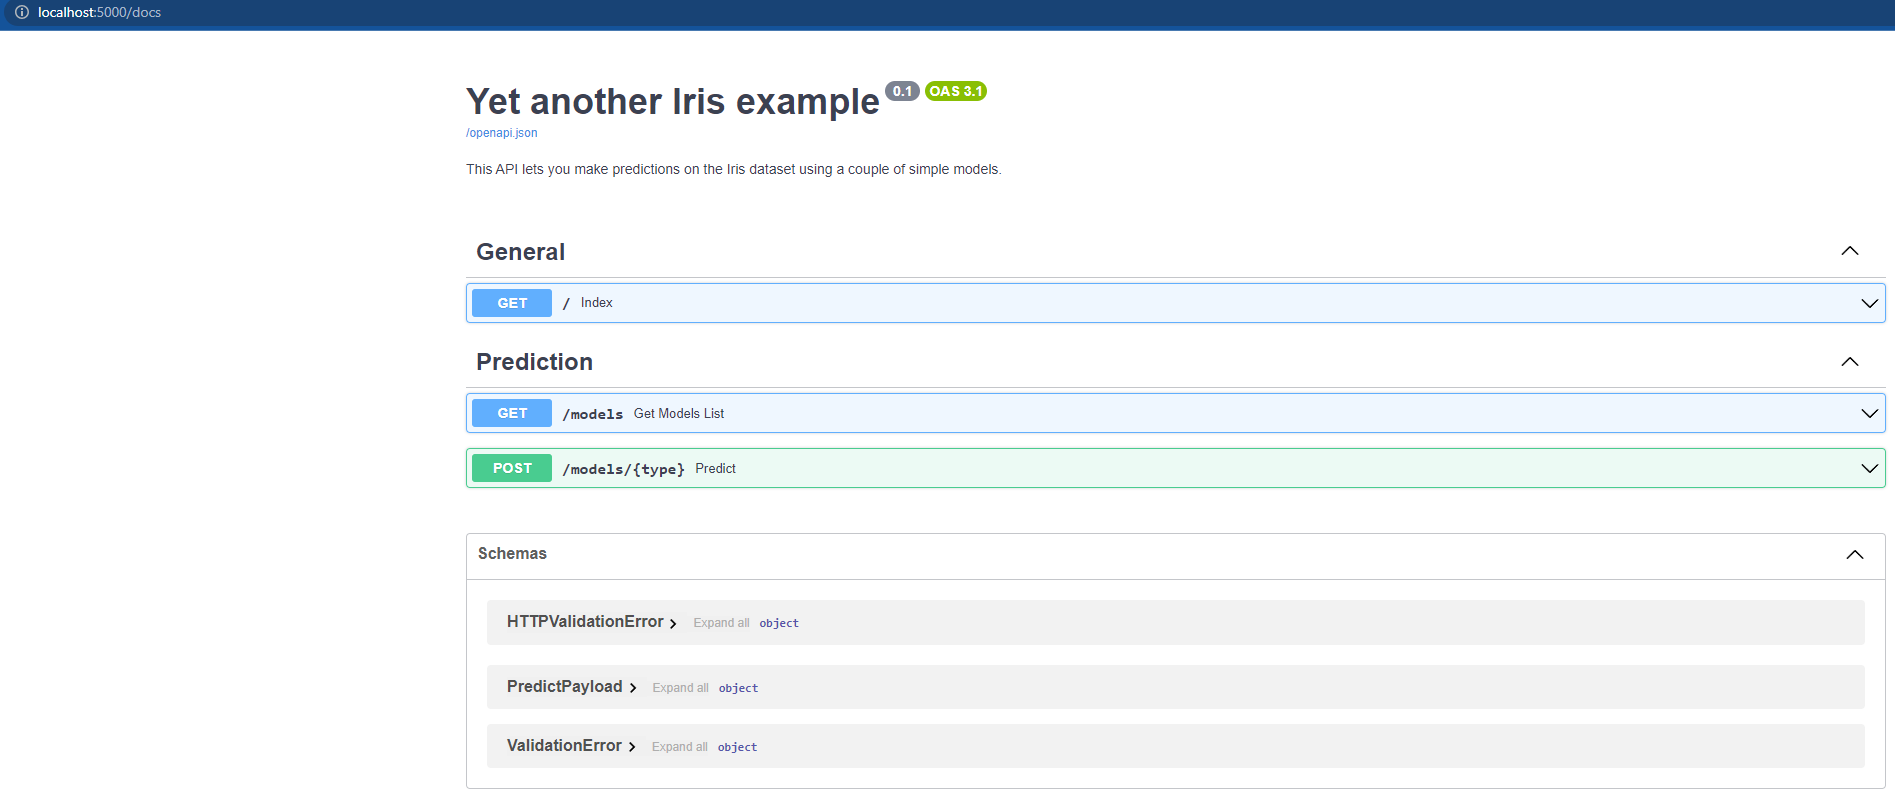 localhost:5000/docs
Yet another Iris example 0.1 OAS 3.1
/openapi.json
This API lets you make predictions on the Iris dataset using a couple of simple models.
General
GET / Index
Prediction
GET /models Get Models List
POST /models/{type} Predict
Schemas
HTTPValidationError Expand all object
PredictPayload Expand all object
ValidationError Expand all object